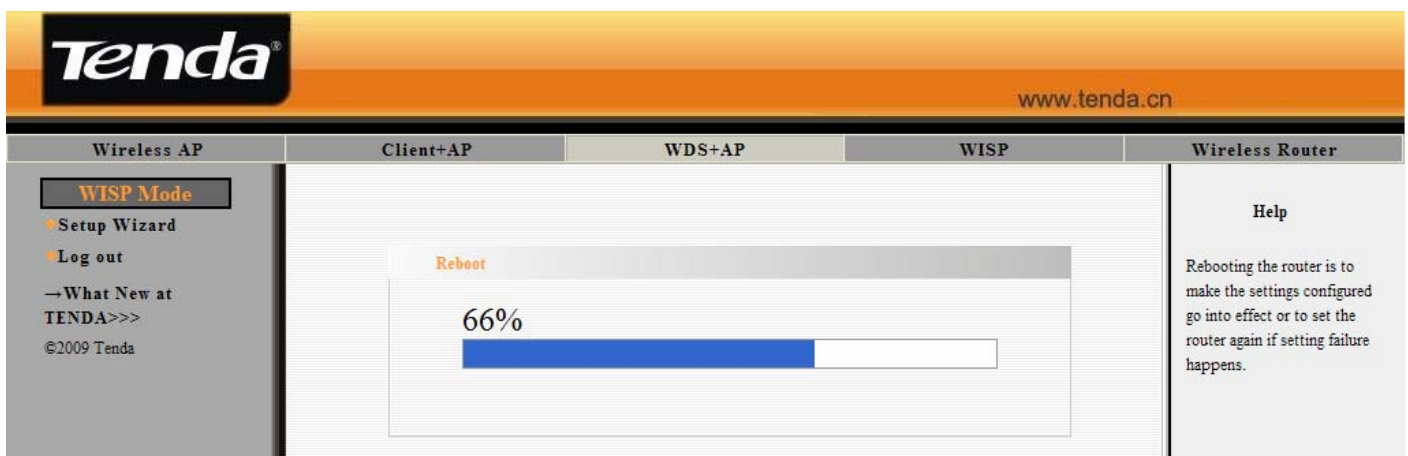 Tenda®
www.tenda.cn
Wireless AP
Client+AP
WDS+AP
WISP
Wireless Router
WISP Mode
Setup Wizard
Log out
→What New at
TENDA>>>
©2009 Tenda
Reboot
66%
Help
Rebooting the router is to
make the settings configured
go into effect or to set the
router again if setting failure
happens.